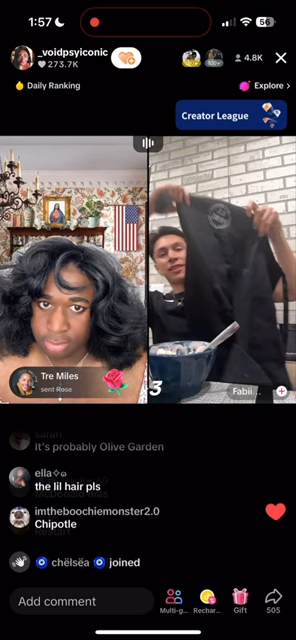 1:57
56
_voidpsyiconic
273.7K
4.8K
Daily Ranking
Explore >
Creator League
Tre Miles
sent Rose
3
Fabii...
safari
It's probably Olive Garden
ella
the lil hair pls
imtheboochiemonster2.0
Chipotle
chëlsëa joined
Add comment
Multi-g...
Rechar...
Gift
505